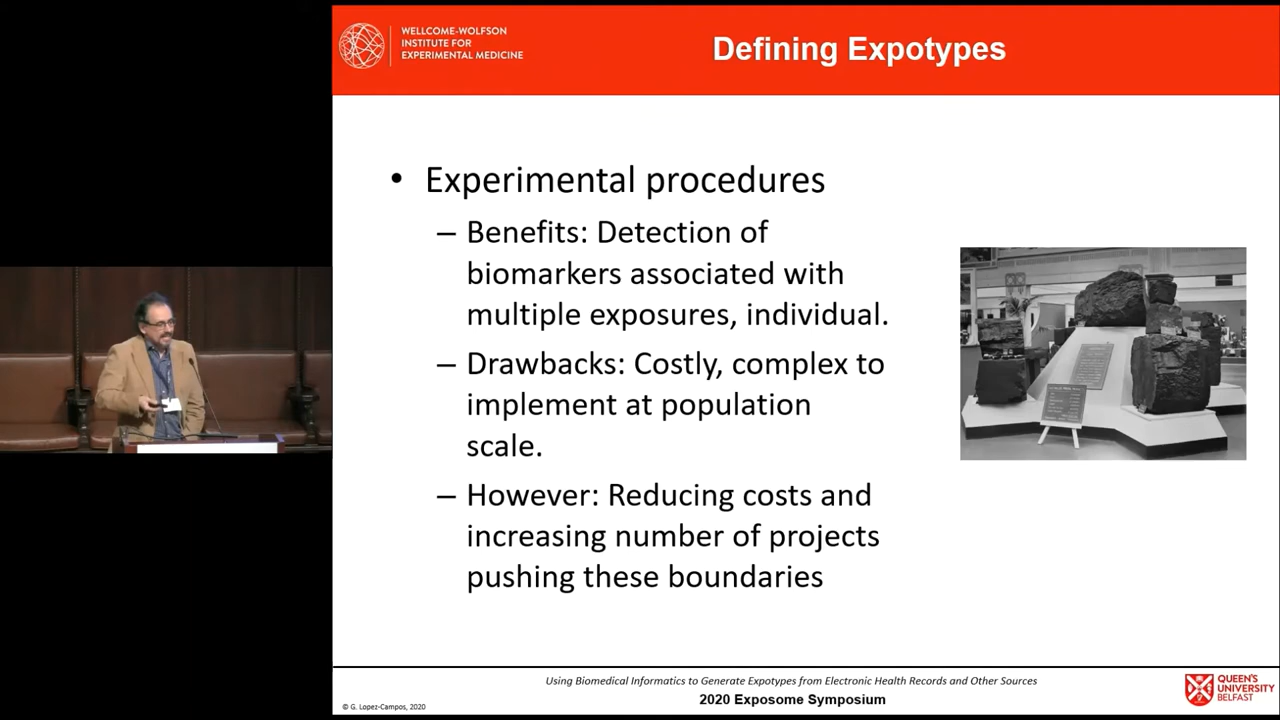 WELLCOME-WOLFSON
INSTITUTE FOR
EXPERIMENTAL MEDICINE
Defining Expotypes
• Experimental procedures
– Benefits: Detection of
biomarkers associated with
multiple exposures, individual.
– Drawbacks: Costly, complex to
implement at population
scale.
– However: Reducing costs and
increasing number of projects
pushing these boundaries
Using Biomedical Informatics to Generate Expotypes from Electronic Health Records and Other Sources
2020 Exposome Symposium
© G. Lopez-Campos, 2020
QUEEN'S
UNIVERSITY
BELFAST